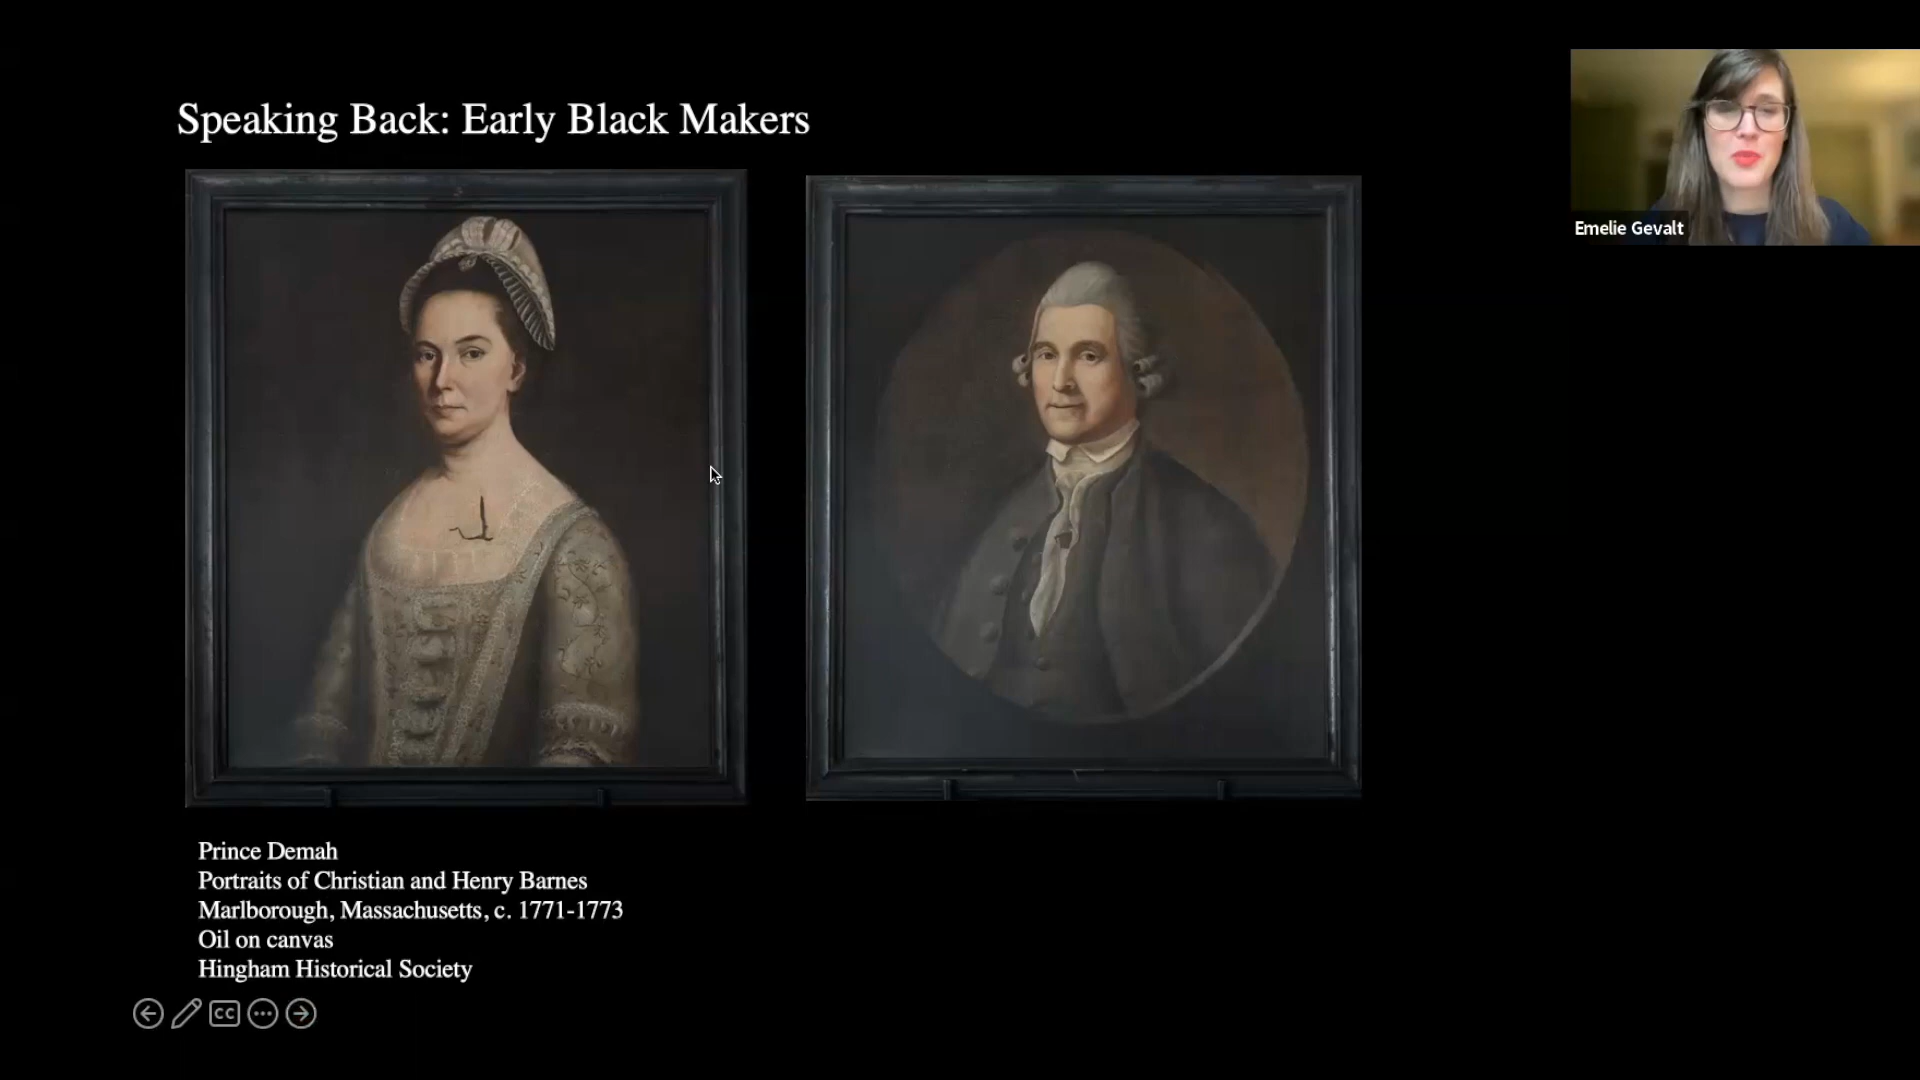 Speaking Back: Early Black Makers
Emelie Gevalt
Prince Demah
Portraits of Christian and Henry Barnes
Marlborough, Massachusetts, c. 1771-1773
Oil on canvas
Hingham Historical Society
CC